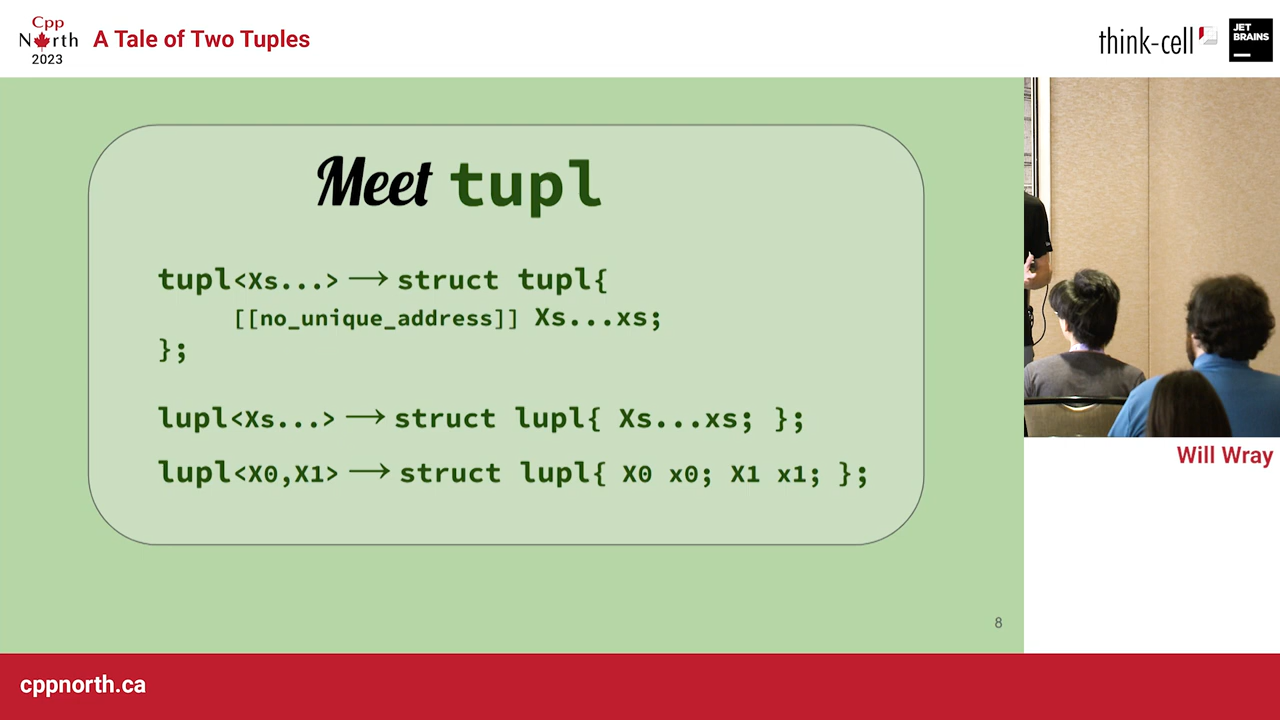 Cpp
North
2023
A Tale of Two Tuples
think-cell
JET
BRAINS
Meet tupl
tupl<Xs...> ⟶ struct tupl{
[[no_unique_address]] Xs...xs;
};
lupl<Xs...> ⟶ struct lupl{ Xs...xs; };
lupl<X0,X1> ⟶ struct lupl{ X0 x0; X1 x1; };
8
Will Wray
cppnorth.ca